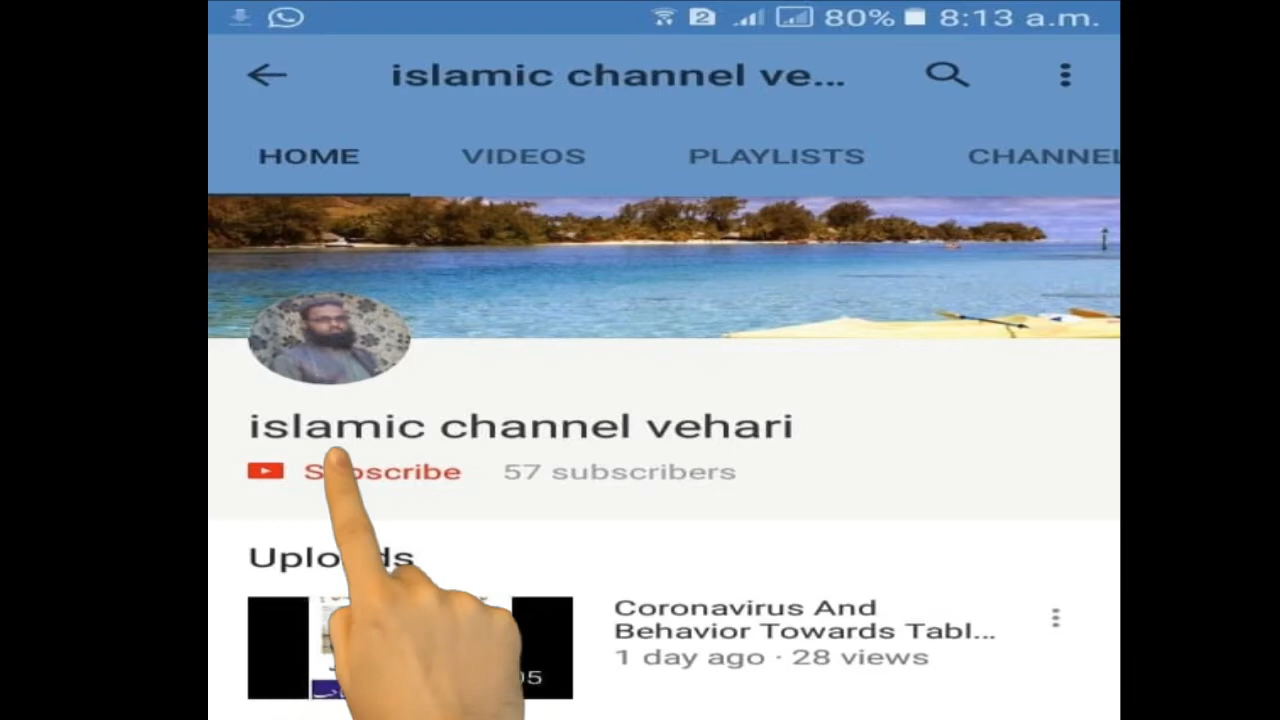 80% 8:13 a.m.
islamic channel ve...
HOME VIDEOS PLAYLISTS CHANNEL
islamic channel vehari
Subscribe 57 subscribers
Uploads
Coronavirus And
Behavior Towards Tabl...
1 day ago · 28 views